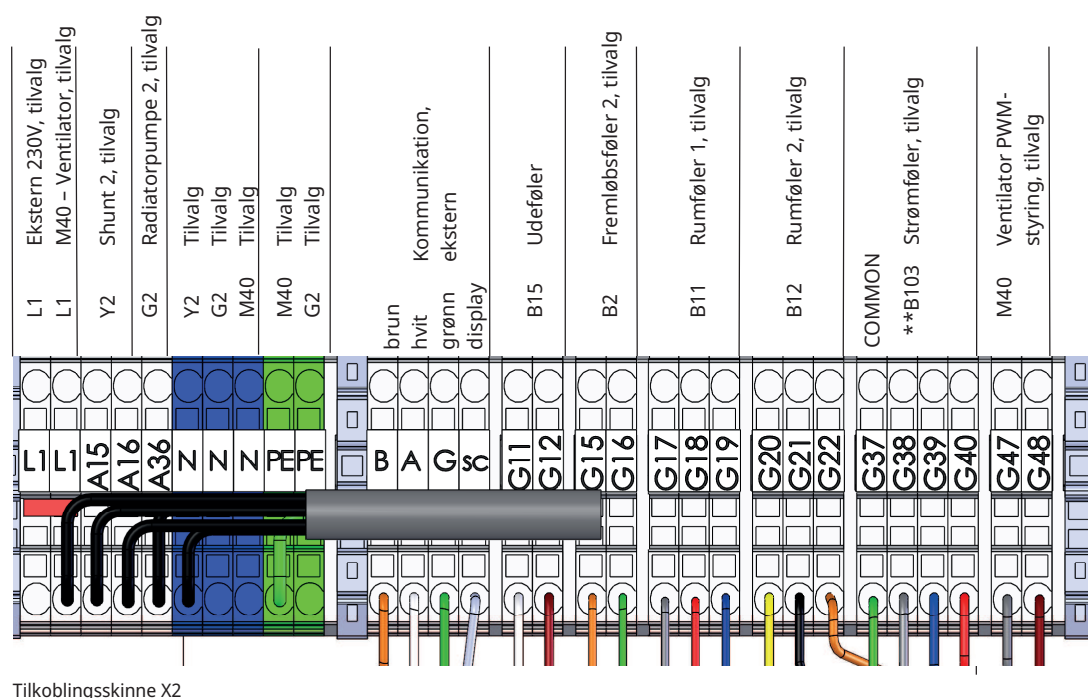 Ekstern 230V, tilvalg
M40 – Ventilator, tilvalg
Shunt 2, tilvalg
Radiatorpumpe 2, tilvalg
Tilvalg
Tilvalg
Tilvalg
Tilvalg
Tilvalg
Kommunikation,
ekstern
Udeføler
Fremløbsføler 2, tilvalg
Rumføler 1, tilvalg
Rumføler 2, tilvalg
Strømføler, tilvalg
Ventilator PWM-
styring, tilvalg
L1
L1
Y2
G2
Y2
G2
M40
M40
G2
brun
hvit
grønn
display
B15
B2
B11
B12
COMMON
**B103
M40
L1 L1 A15 A16 A36 N N N PE PE B A G SC G11 G12 G15 G16 G17 G18 G19 G20 G21 G22 G37 G38 G39 G40 G47 G48
Tilkoblingsskinne X2